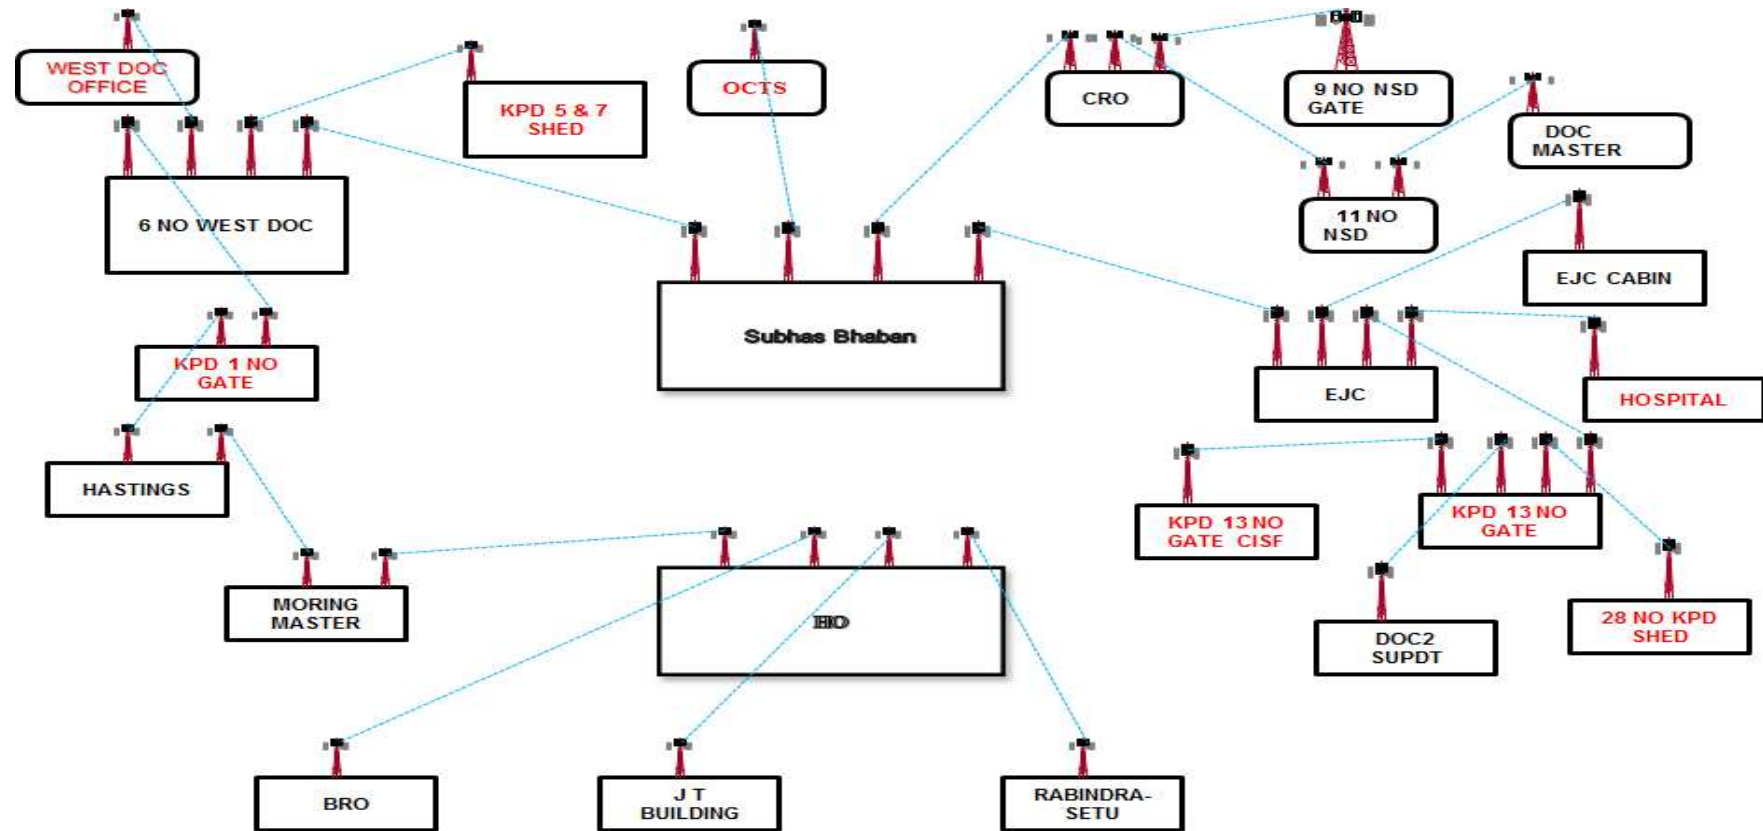 WEST DOC
OFFICE
KPD 5 & 7
SHED
OCTS
CRO
9 NO NSD
GATE
DOC
MASTER
6 NO WEST DOC
11 NO
NSD
EJC CABIN
Subhas Bhaban
KPD 1 NO
GATE
EJC
HOSPITAL
HASTINGS
KPD 13 NO
GATE CISF
KPD 13 NO
GATE
MORING
MASTER
HO
DOC2
SUPDT
28 NO KPD
SHED
BRO
J T
BUILDING
RABINDRA-
SETU